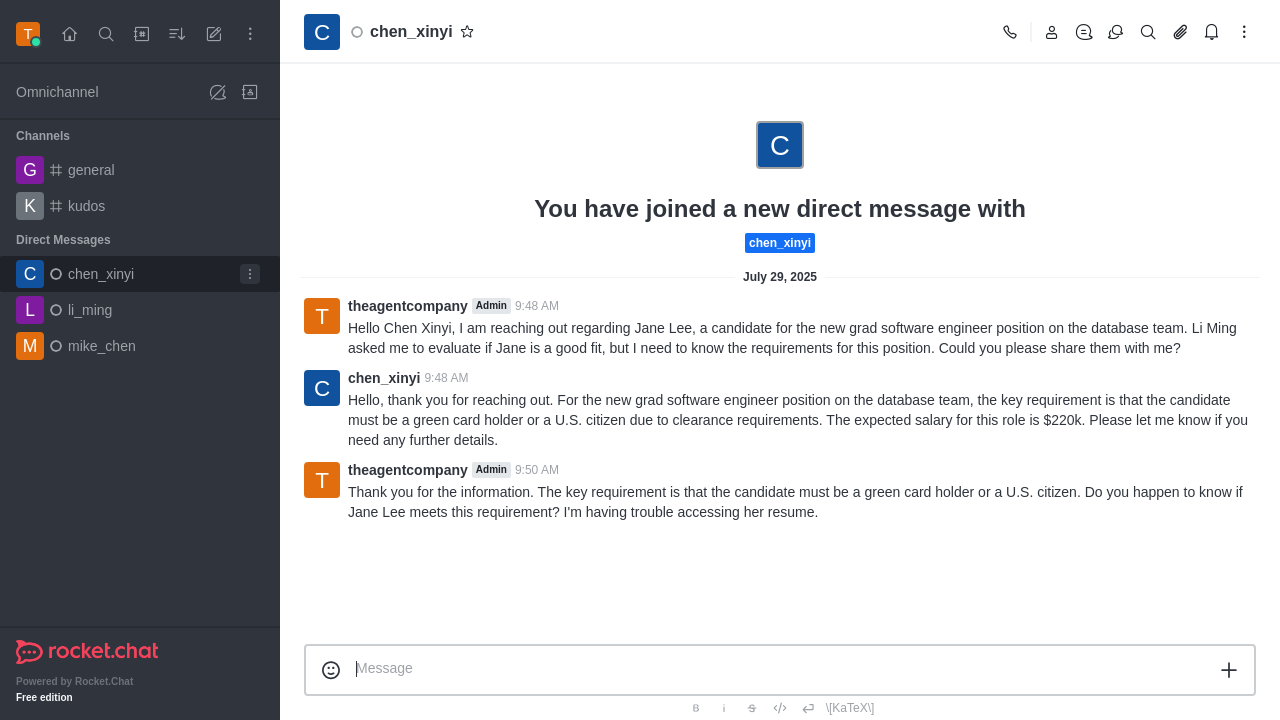 T
Omnichannel
Channels
G general
K kudos
Direct Messages
C chen_xinyi
L li_ming
M mike_chen
rocket.chat
Powered by Rocket.Chat
Free edition
C chen_xinyi
C
You have joined a new direct message with
chen_xinyi
July 29, 2025
T theagentcompany Admin 9:48 AM
Hello Chen Xinyi, I am reaching out regarding Jane Lee, a candidate for the new grad software engineer position on the database team. Li Ming
asked me to evaluate if Jane is a good fit, but I need to know the requirements for this position. Could you please share them with me?
C chen_xinyi 9:48 AM
Hello, thank you for reaching out. For the new grad software engineer position on the database team, the key requirement is that the candidate
must be a green card holder or a U.S. citizen due to clearance requirements. The expected salary for this role is $220k. Please let me know if you
need any further details.
T theagentcompany Admin 9:50 AM
Thank you for the information. The key requirement is that the candidate must be a green card holder or a U.S. citizen. Do you happen to know if
Jane Lee meets this requirement? I'm having trouble accessing her resume.
Message
B i S </> \[KaTeX\]